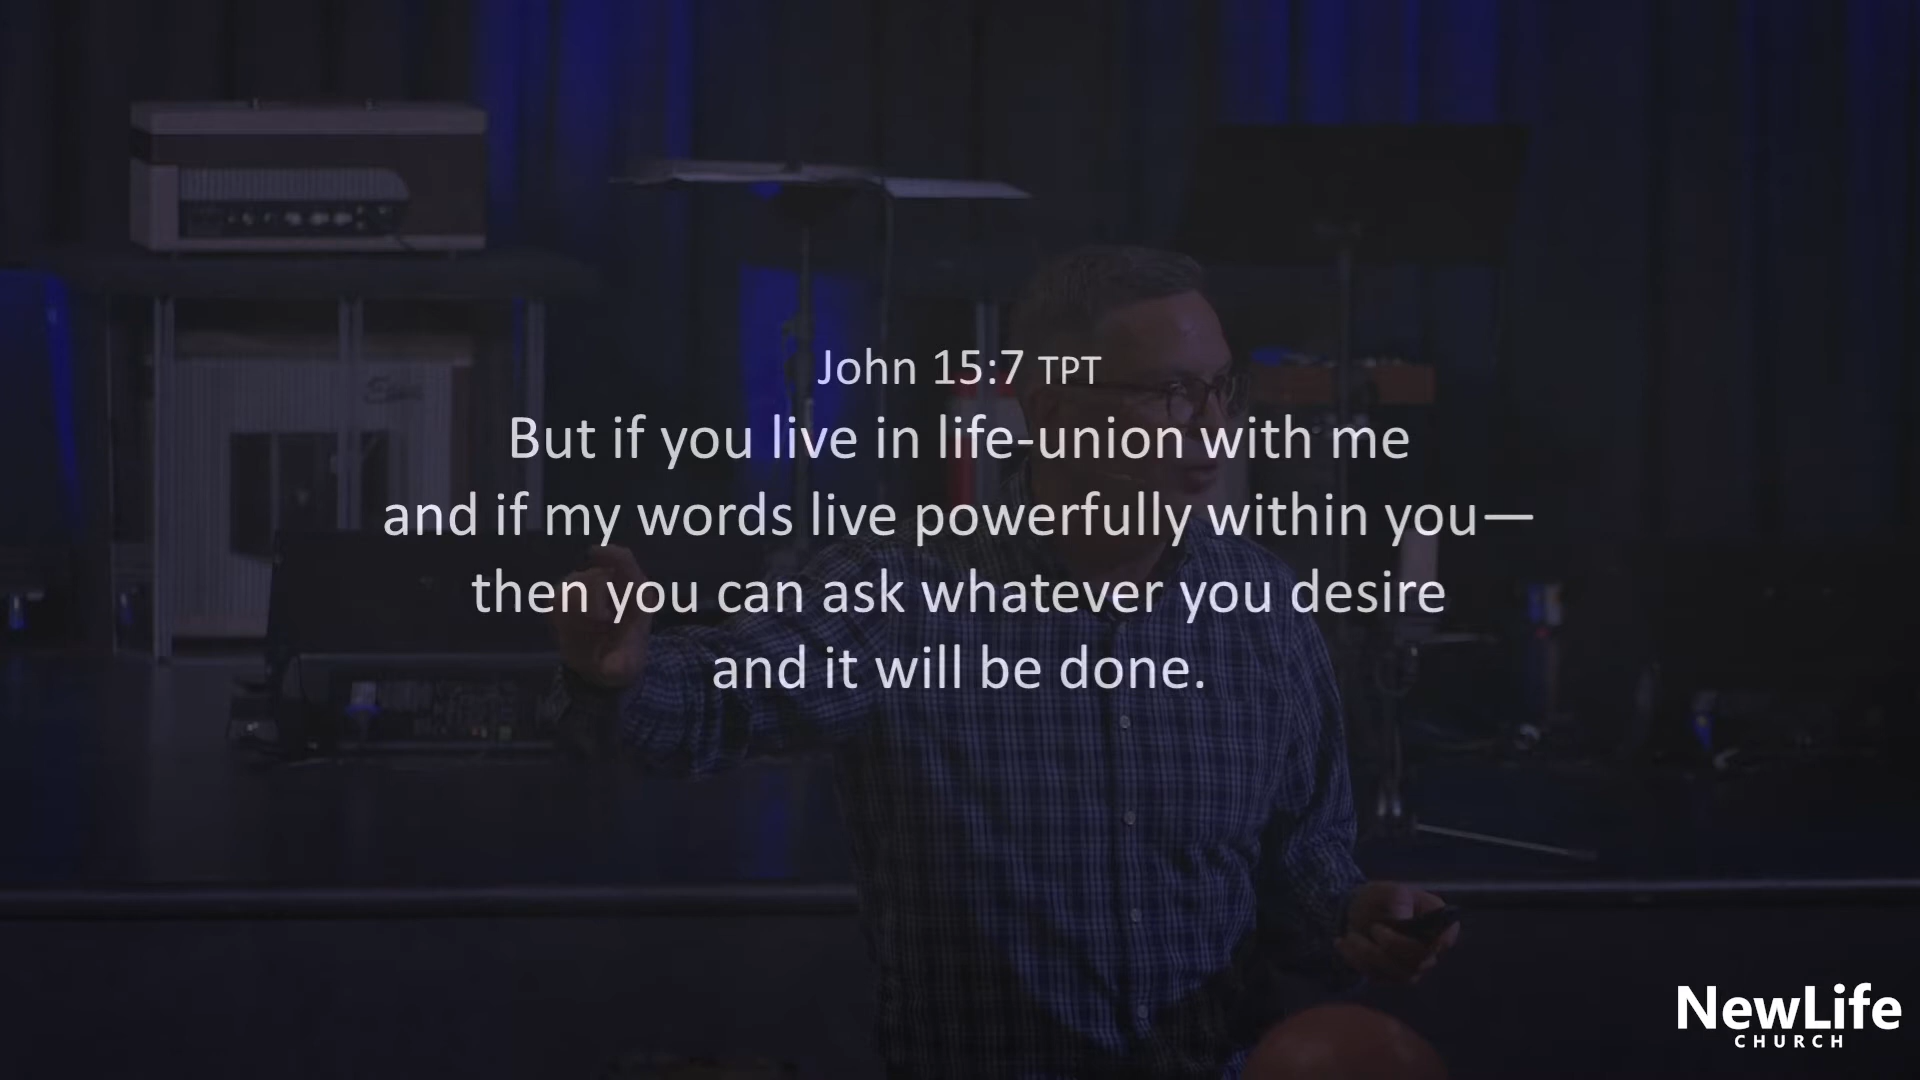 John 15:7 TPT
But if you live in life-union with me
and if my words live powerfully within you—
then you can ask whatever you desire
and it will be done.
NewLife
CHURCH